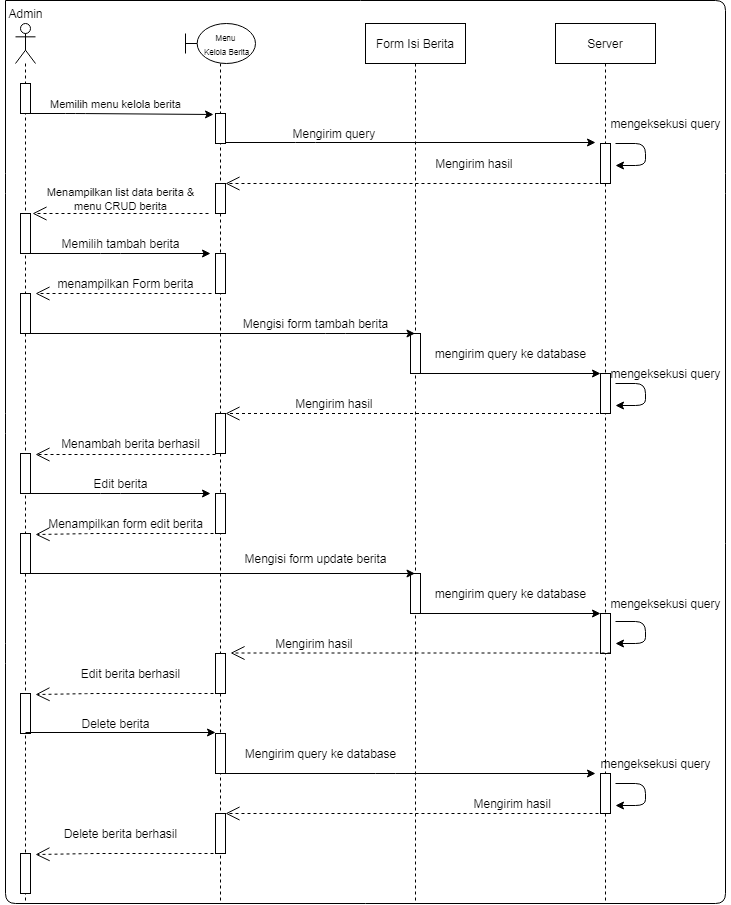 Admin
Menu
Kelola Berita
Form Isi Berita
Server
Memilih menu kelola berita
mengeksekusi query
Mengirim query
Mengirim hasil
Menampilkan list data berita &
menu CRUD berita
Memilih tambah berita
menampilkan Form berita
Mengisi form tambah berita
mengirim query ke database
mengeksekusi query
Mengirim hasil
Menambah berita berhasil
Edit berita
Menampilkan form edit berita
Mengisi form update berita
mengirim query ke database
mengeksekusi query
Mengirim hasil
Edit berita berhasil
Delete berita
Mengirim query ke database
mengeksekusi query
Mengirim hasil
Delete berita berhasil